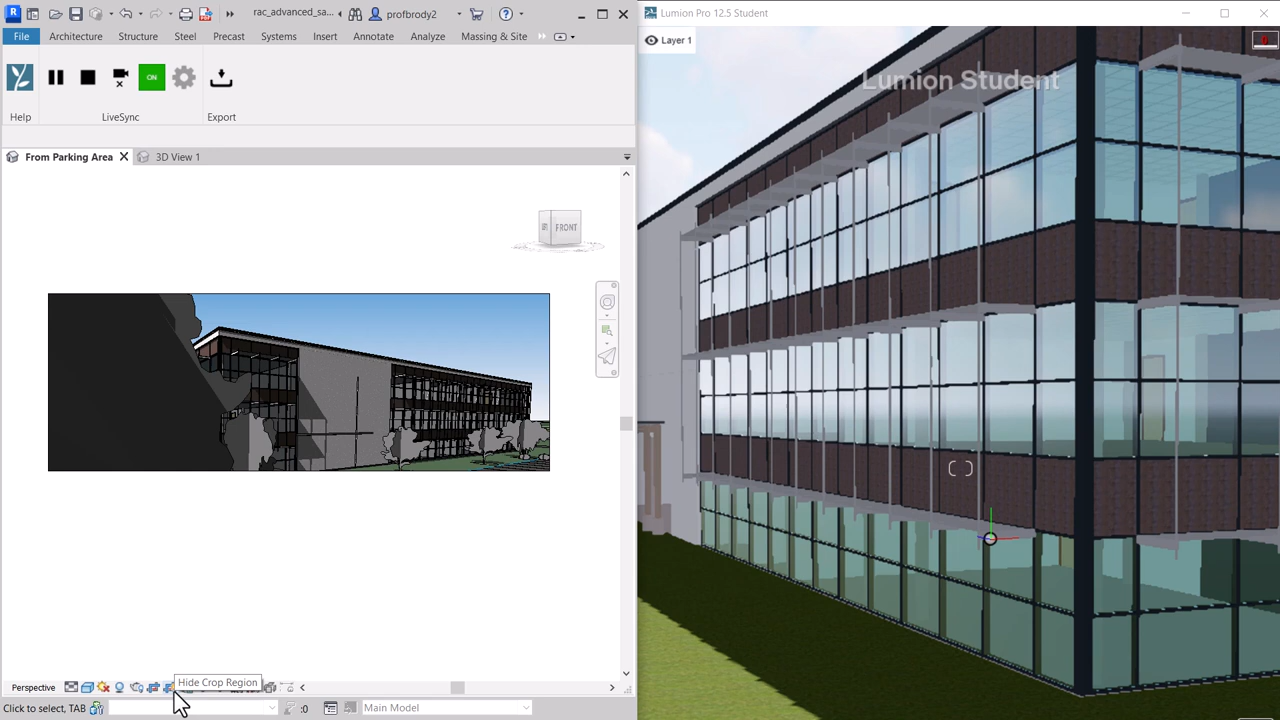 R
rac_advanced_sa...
profbrody2
File Architecture Structure Steel Precast Systems Insert Annotate Analyze Massing & Site
ON
Help LiveSync Export
From Parking Area 3D View 1
FRONT
Perspective
Hide Crop Region
Click to select, TAB
:0 Main Model
Lumion Pro 12.5 Student
Layer 1
Lumion Student